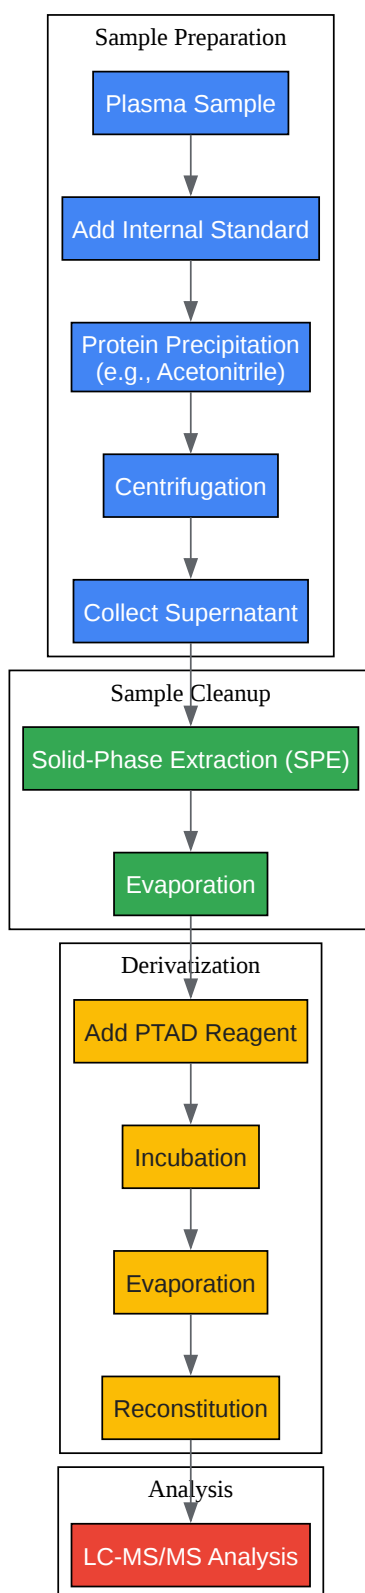 Sample Preparation
Plasma Sample
Add Internal Standard
Protein Precipitation
(e.g., Acetonitrile)
Centrifugation
Collect Supernatant
Sample Cleanup
Solid-Phase Extraction (SPE)
Evaporation
Derivatization
Add PTAD Reagent
Incubation
Evaporation
Reconstitution
Analysis
LC-MS/MS Analysis